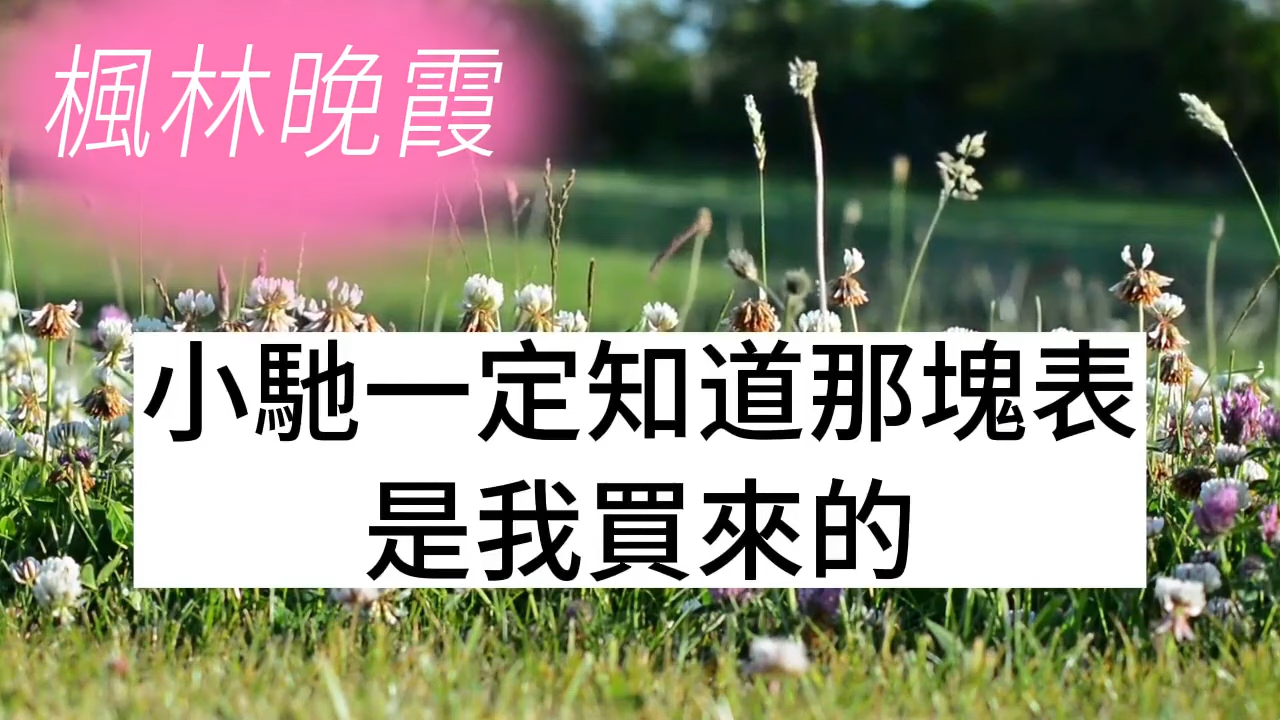 楓林晚霞
小馳一定知道那塊表
是我買來的